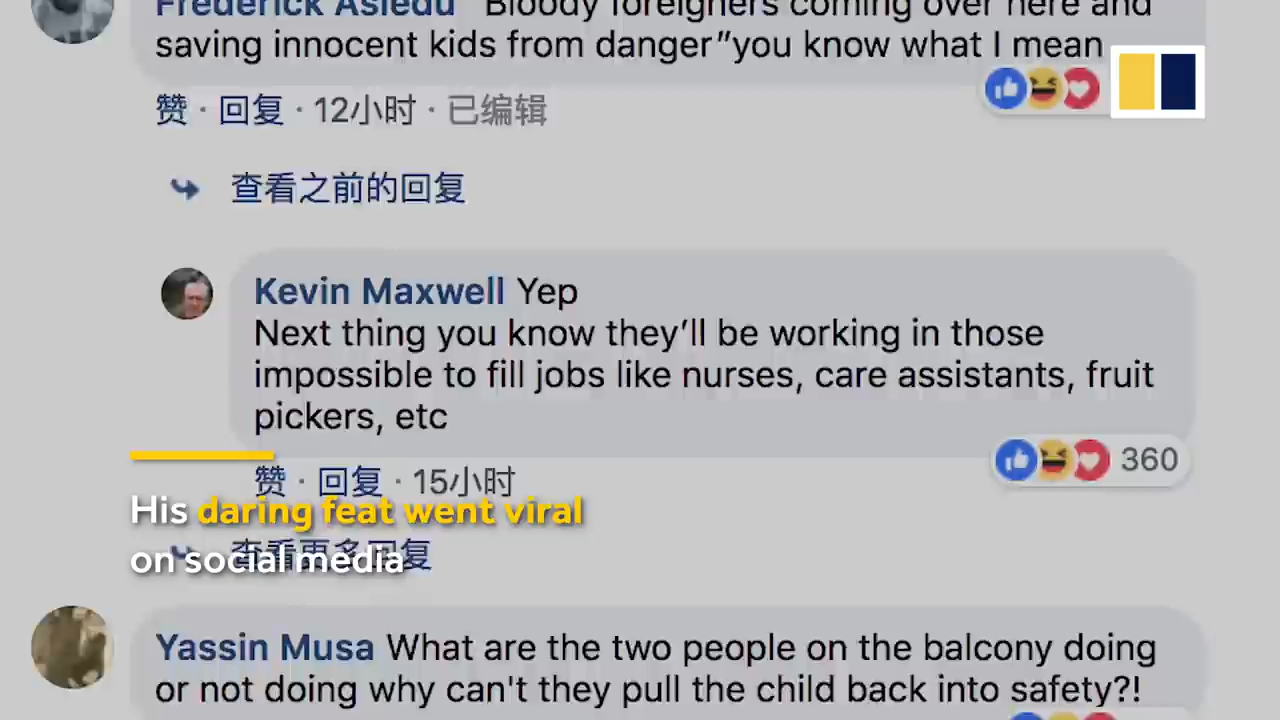 Frederick Asiedu "Bloody foreigners coming over here and
saving innocent kids from danger"you know what I mean
赞 · 回复 · 12小时 · 已编辑
查看之前的回复
Kevin Maxwell Yep
Next thing you know they'll be working in those
impossible to fill jobs like nurses, care assistants, fruit
pickers, etc
360
赞 · 回复 · 15小时
His daring feat went viral
查看更多回复
on social media
Yassin Musa What are the two people on the balcony doing
or not doing why can't they pull the child back into safety?!